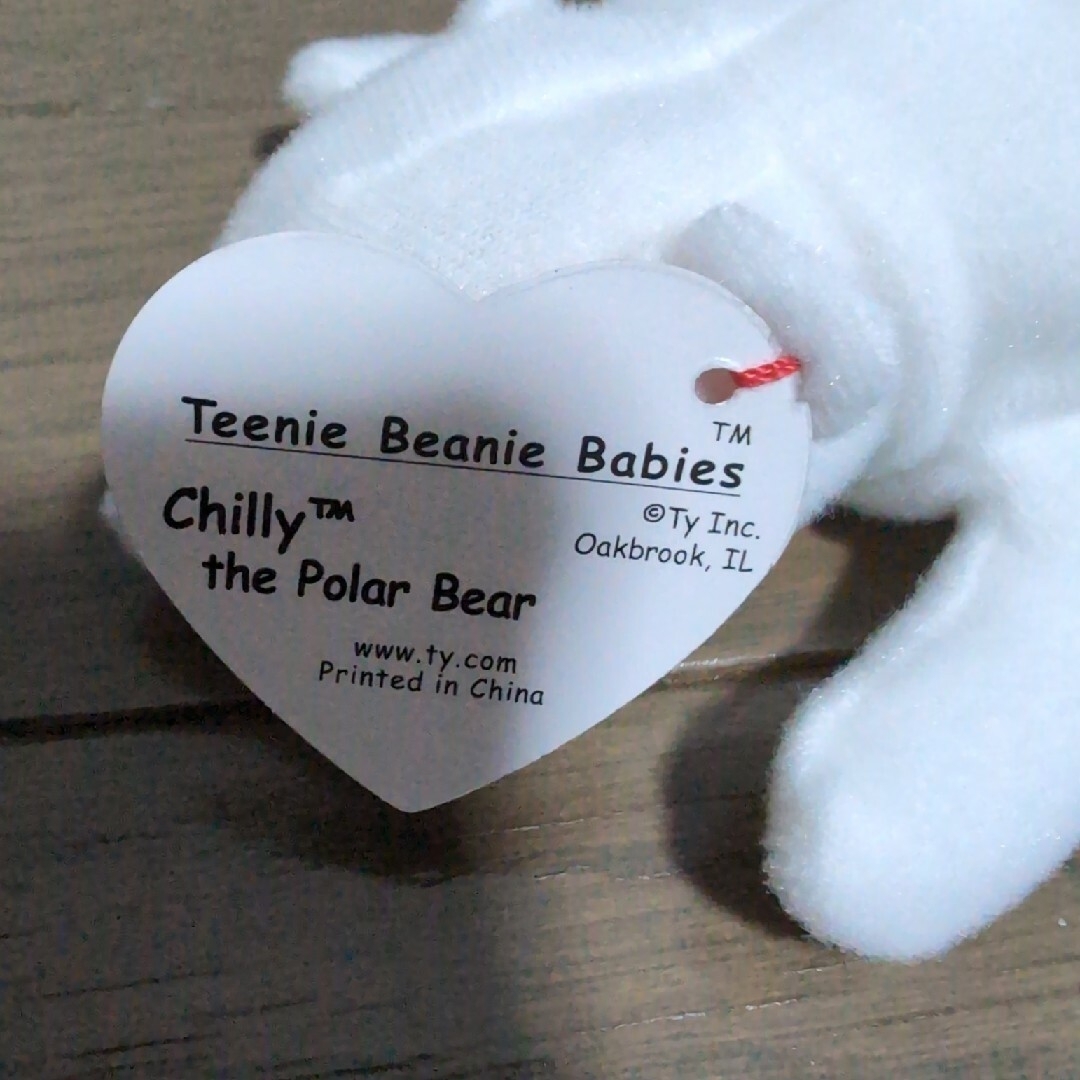 Teenie Beanie Babies™
Chilly™
the Polar Bear
©Ty Inc.
Oakbrook, IL
www.ty.com
Printed in China